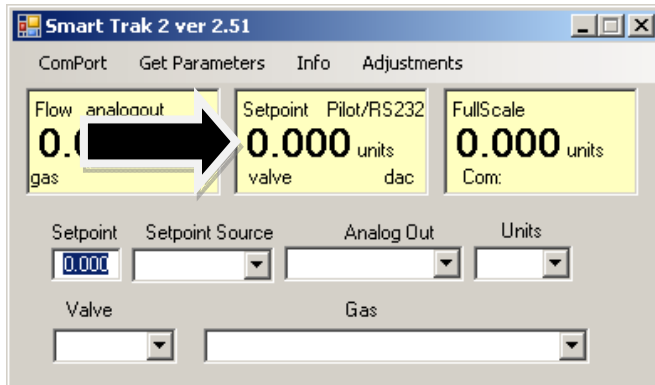 Smart Trak 2 ver 2.51
ComPort Get Parameters Info Adjustments
Flow analogout
gas
Setpoint Pilot/RS232
0.000 units
valve dac
FullScale
0.000 units
Com:
Setpoint Setpoint Source Analog Out Units
0.000
Valve Gas